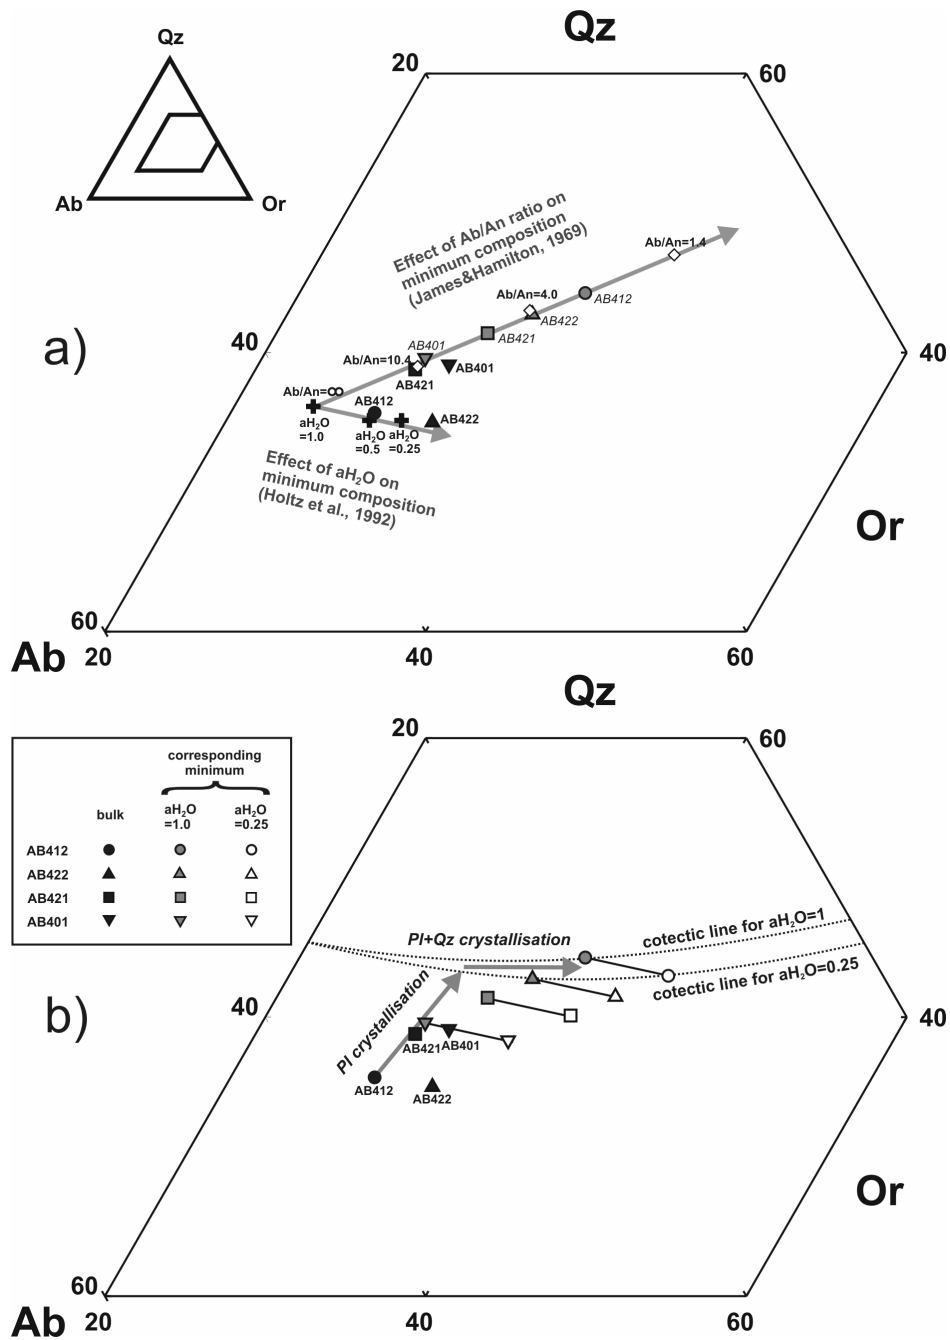 Qz
Qz
20
60
Ab
Or
Effect of Ab/An ratio on
minimum composition
(James&Hamilton, 1969)
Ab/An=1.4
Ab/An=4.0
AB412
AB422
a)
40
AB401
AB421
40
Ab/An=10.4
AB401
AB421
Ab/An=∞
AB412
AB422
aH2O
=1.0
aH2O
=0.5
aH2O
=0.25
Effect of aH2O on
minimum composition
(Holtz et al., 1992)
Or
60
Ab
20
40
60
Qz
20
60
corresponding
minimum
bulk
aH2O
=1.0
aH2O
=0.25
AB412
AB422
AB421
AB401
Pl+Qz crystallisation
cotectic line for aH2O=1
cotectic line for aH2O=0.25
Pl crystallisation
b)
40
40
AB421
AB401
AB412
AB422
Or
60
Ab
20
40
60